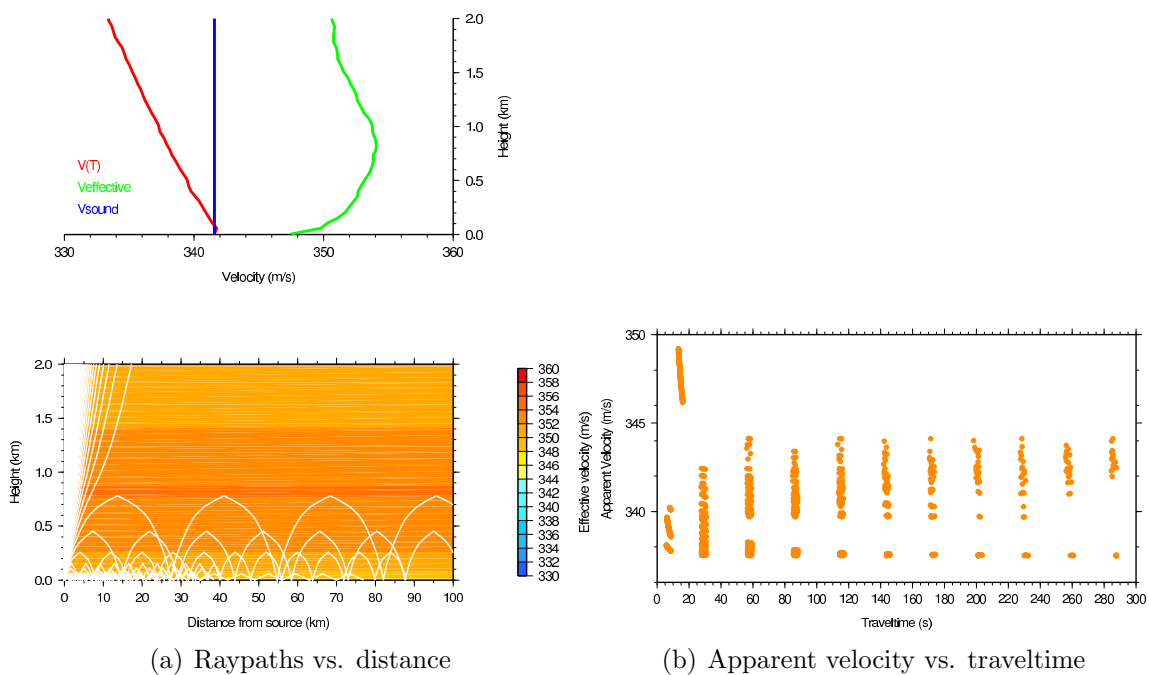 2.0
1.5
1.0
0.5
0.0
Height (km)
V(T)
Veffective
Vsound
330 340 350 360
Velocity (m/s)
2.0
1.5
1.0
0.5
0.0
Height (km)
0 10 20 30 40 50 60 70 80 90 100
Distance from source (km)
360
358
356
354
352
350
348
346
344
342
340
338
336
334
332
330
Effective velocity (m/s)
(a) Raypaths vs. distance
350
345
340
Apparent Velocity (m/s)
0 20 40 60 80 100 120 140 160 180 200 220 240 260 280 300
Traveltime (s)
(b) Apparent velocity vs. traveltime